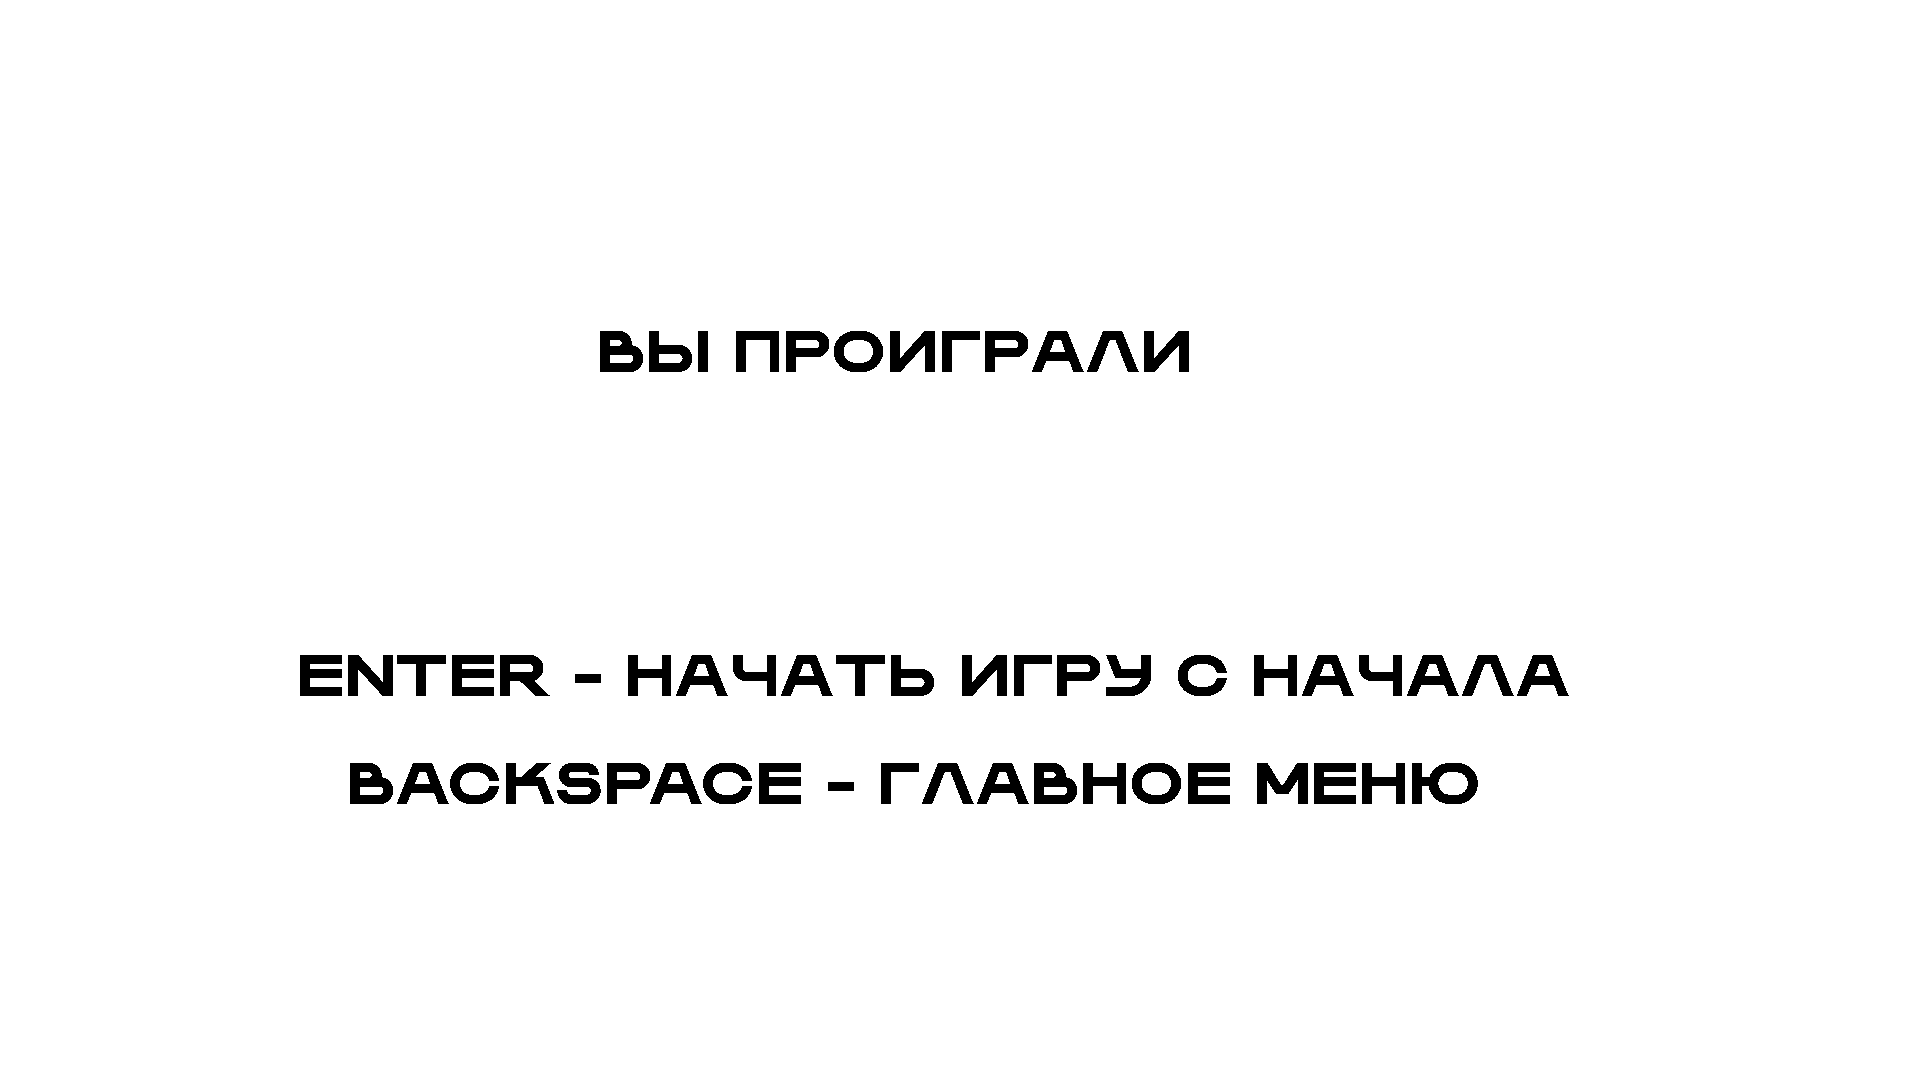 ВЫ ПРОИГРАЛИ
ENTER - НАЧАТЬ ИГРУ С НАЧАЛА
BACKSPACE - ГЛАВНОЕ МЕНЮ